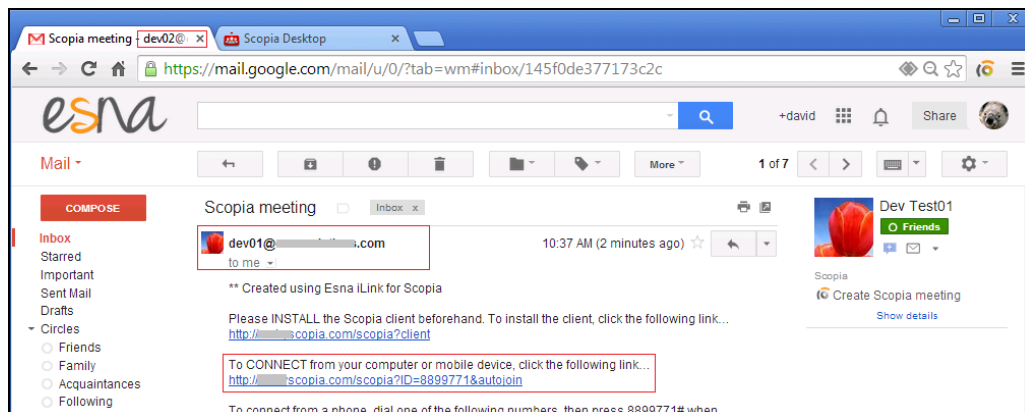 Scopia meeting - dev02@ x
Scopia Desktop x
https://mail.google.com/mail/u/0/?tab=wm#inbox/145f0de377173c2c
esna
+david
Share
Mail
More
1 of 7
COMPOSE
Scopia meeting
Inbox x
Dev Test01
Friends
Inbox
Starred
Important
Sent Mail
Drafts
Circles
Friends
Family
Acquaintances
Following
dev01@ .com
10:37 AM (2 minutes ago)
to me
** Created using Esna iLink for Scopia
Please INSTALL the Scopia client beforehand. To install the client, click the following link...
http:// scopia.com/scopia?client
To CONNECT from your computer or mobile device, click the following link...
http:// scopia.com/scopia?ID=8899771&autojoin
To connect from a phone, dial one of the following numbers, then press 8899771# when
Scopia
Create Scopia meeting
Show details